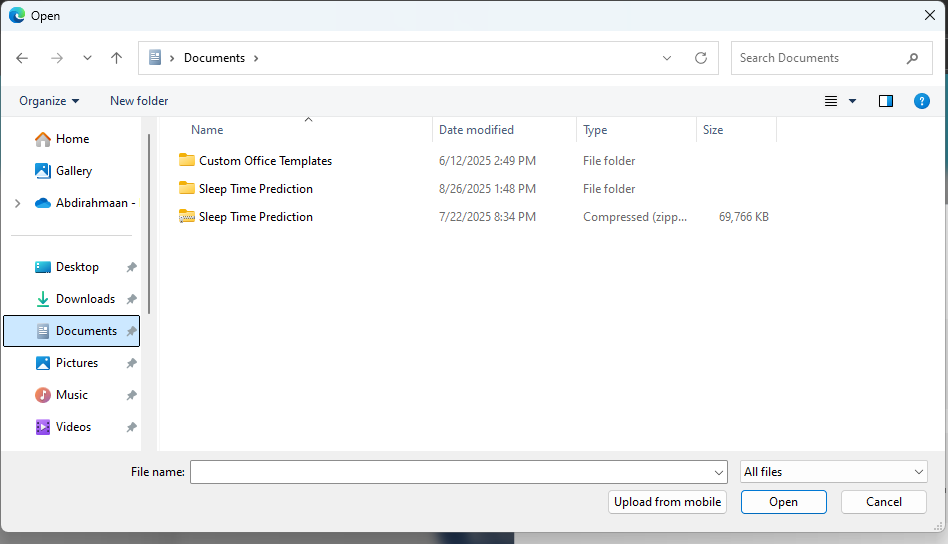 Open
Documents
Search Documents
Organize New folder
Name Date modified Type Size
Home
Gallery
Abdirahmaan -
Desktop
Downloads
Documents
Pictures
Music
Videos
Custom Office Templates 6/12/2025 2:49 PM File folder
Sleep Time Prediction 8/26/2025 1:48 PM File folder
Sleep Time Prediction 7/22/2025 8:34 PM Compressed (zipp... 69,766 KB
File name: All files
Upload from mobile Open Cancel